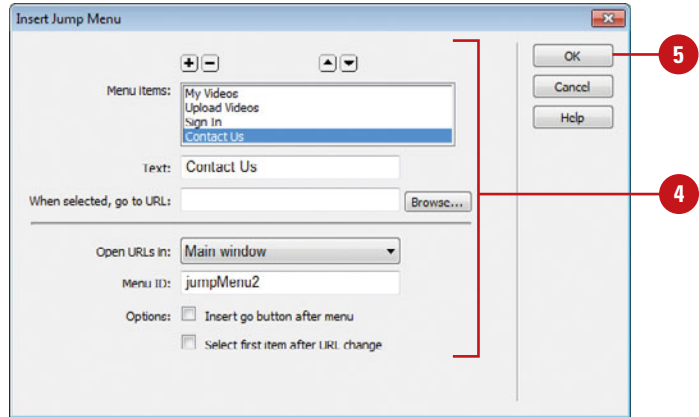 Insert Jump Menu
OK
5
Cancel
Help
Menu items:
My Videos
Upload Videos
Sign In
Contact Us
Text: Contact Us
When selected, go to URL:
Browse...
4
Open URLs in: Main window
Menu ID: jumpMenu2
Options: Insert go button after menu
Select first item after URL change